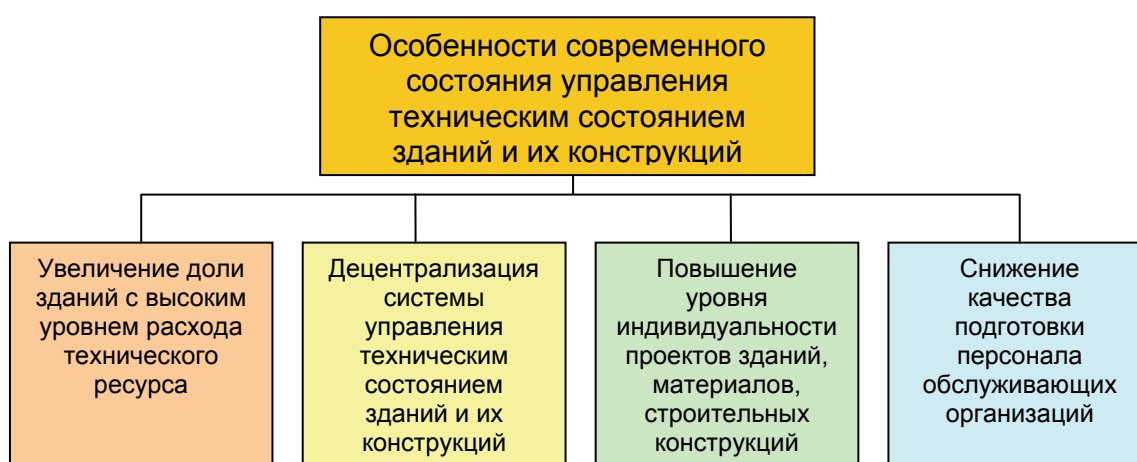 Особенности современного
состояния управления
техническим состоянием
зданий и их конструкций
Увеличение доли
зданий с высоким
уровнем расхода
технического
ресурса
Децентрализация
системы
управления
техническим
состоянием
зданий и их
конструкций
Повышение
уровня
индивидуальности
проектов зданий,
материалов,
строительных
конструкций
Снижение
качества
подготовки
персонала
обслуживающих
организаций